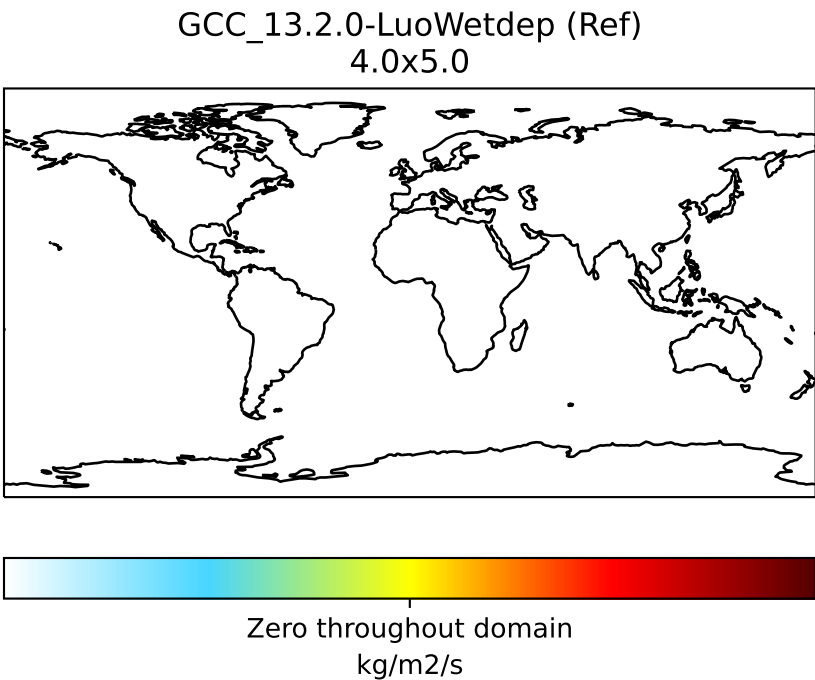 GCC_13.2.0-LuoWetdep (Ref)
4.0x5.0
Zero throughout domain
kg/m2/s